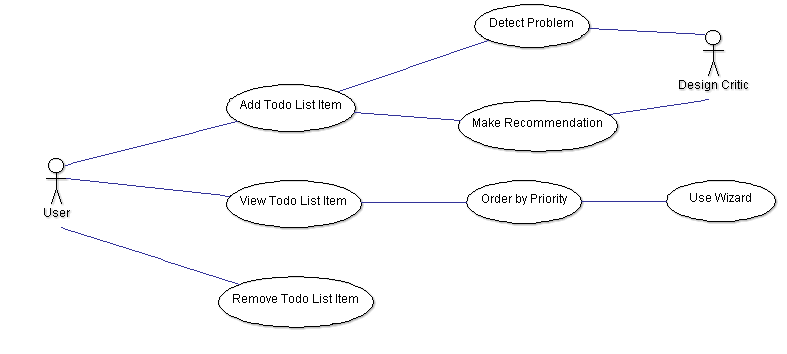 Detect Problem
Design Critic
Add Todo List Item
Make Recommendation
User
View Todo List Item
Order by Priority
Use Wizard
Remove Todo List Item